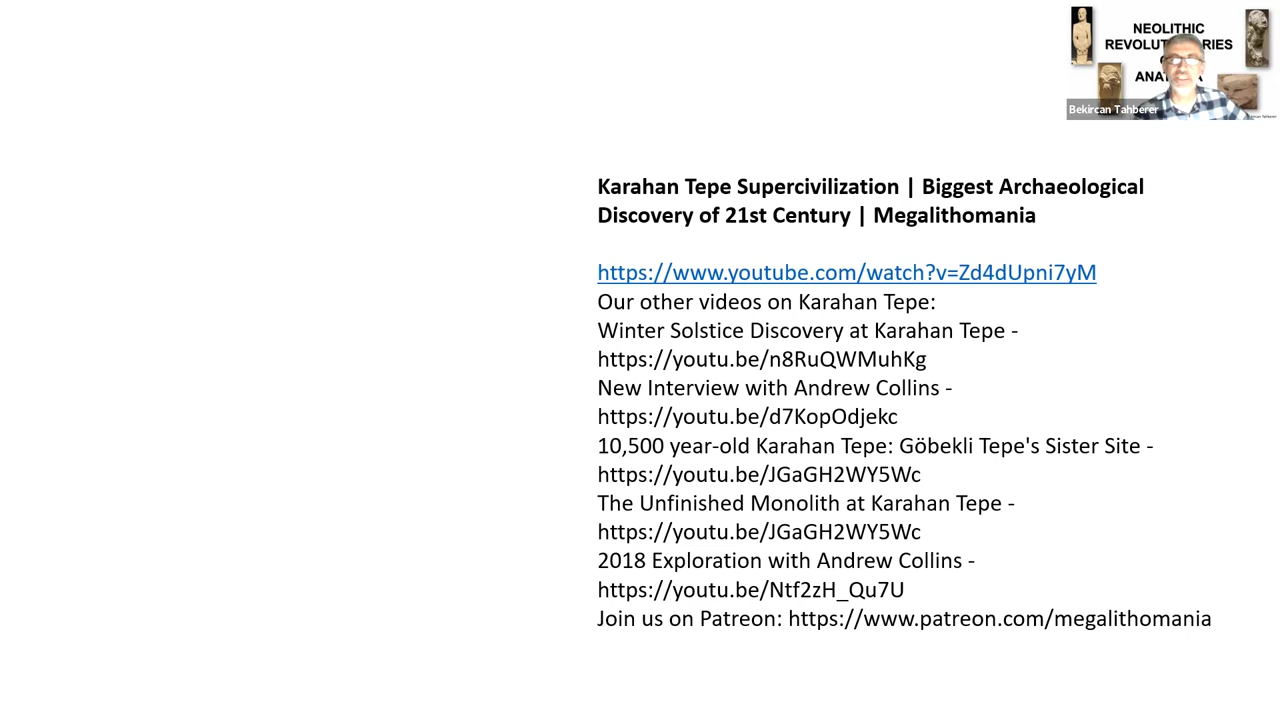 NEOLITHIC
Bekircan Tahberer
Karahan Tepe Supercivilization | Biggest Archaeological
Discovery of 21st Century | Megalithomania
https://www.youtube.com/watch?v=Zd4dUpni7yM
Our other videos on Karahan Tepe:
Winter Solstice Discovery at Karahan Tepe -
https://youtu.be/n8RuQWMuhKg
New Interview with Andrew Collins -
https://youtu.be/d7KopOdjekc
10,500 year-old Karahan Tepe: Göbekli Tepe's Sister Site -
https://youtu.be/JGaGH2WY5Wc
The Unfinished Monolith at Karahan Tepe -
https://youtu.be/JGaGH2WY5Wc
2018 Exploration with Andrew Collins -
https://youtu.be/Ntf2zH_Qu7U
Join us on Patreon: https://www.patreon.com/megalithomania